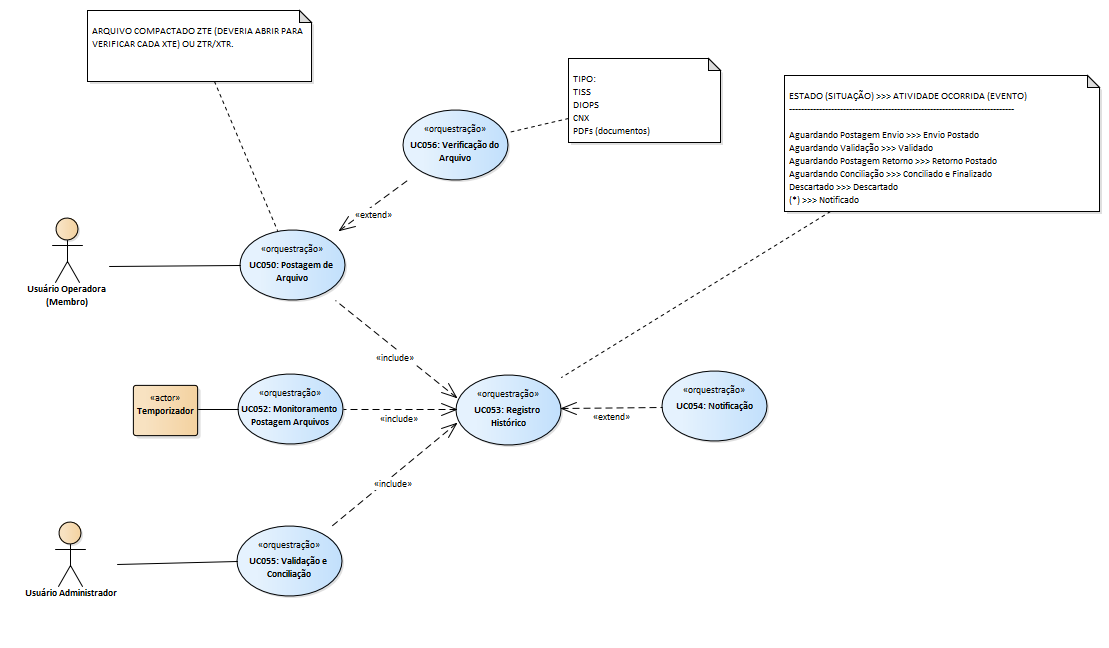 ARQUIVO COMPACTADO ZTE (DEVERIA ABRIR PARA
VERIFICAR CADA XTE) OU ZTR/XTR.
TIPO:
TISS
DIOPS
CNX
PDFs (documentos)
ESTADO (SITUAÇÃO) >>> ATIVIDADE OCORRIDA (EVENTO)
--------------------------------------------------------------------------
Aguardando Postagem Envio >>> Envio Postado
Aguardando Validação >>> Validado
Aguardando Postagem Retorno >>> Retorno Postado
Aguardando Conciliação >>> Conciliado e Finalizado
Descartado >>> Descartado
(*) >>> Notificado
«orquestração»
UC056: Verificação do
Arquivo
«extend»
«orquestração»
UC050: Postagem de
Arquivo
Usuário Operadora
(Membro)
«include»
«actor»
Temporizador
«orquestração»
UC052: Monitoramento
Postagem Arquivos
«include»
«orquestração»
UC053: Registro
Histórico
«extend»
«orquestração»
UC054: Notificação
«include»
«orquestração»
UC055: Validação e
Conciliação
Usuário Administrador